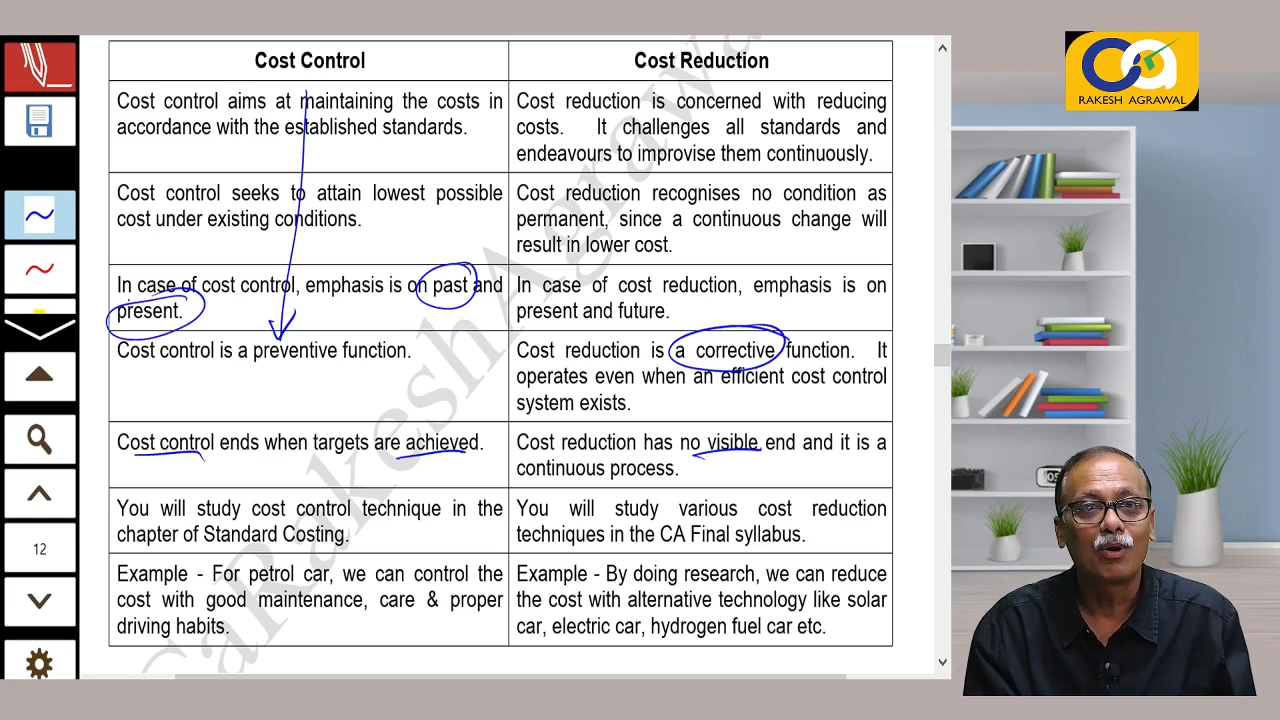 Cost Control
Cost Reduction
Cost control aims at maintaining the costs in
accordance with the established standards.
Cost reduction is concerned with reducing
costs. It challenges all standards and
endeavours to improvise them continuously.
Cost control seeks to attain lowest possible
cost under existing conditions.
Cost reduction recognises no condition as
permanent, since a continuous change will
result in lower cost.
In case of cost control, emphasis is on past and
present.
In case of cost reduction, emphasis is on
present and future.
Cost control is a preventive function.
Cost reduction is a corrective function. It
operates even when an efficient cost control
system exists.
Cost control ends when targets are achieved.
Cost reduction has no visible end and it is a
continuous process.
You will study cost control technique in the
chapter of Standard Costing.
You will study various cost reduction
techniques in the CA Final syllabus.
Example - For petrol car, we can control the
cost with good maintenance, care & proper
driving habits.
Example - By doing research, we can reduce
the cost with alternative technology like solar
car, electric car, hydrogen fuel car etc.
CaRakeshAgrawa
12
ca
RAKESH AGRAWAL